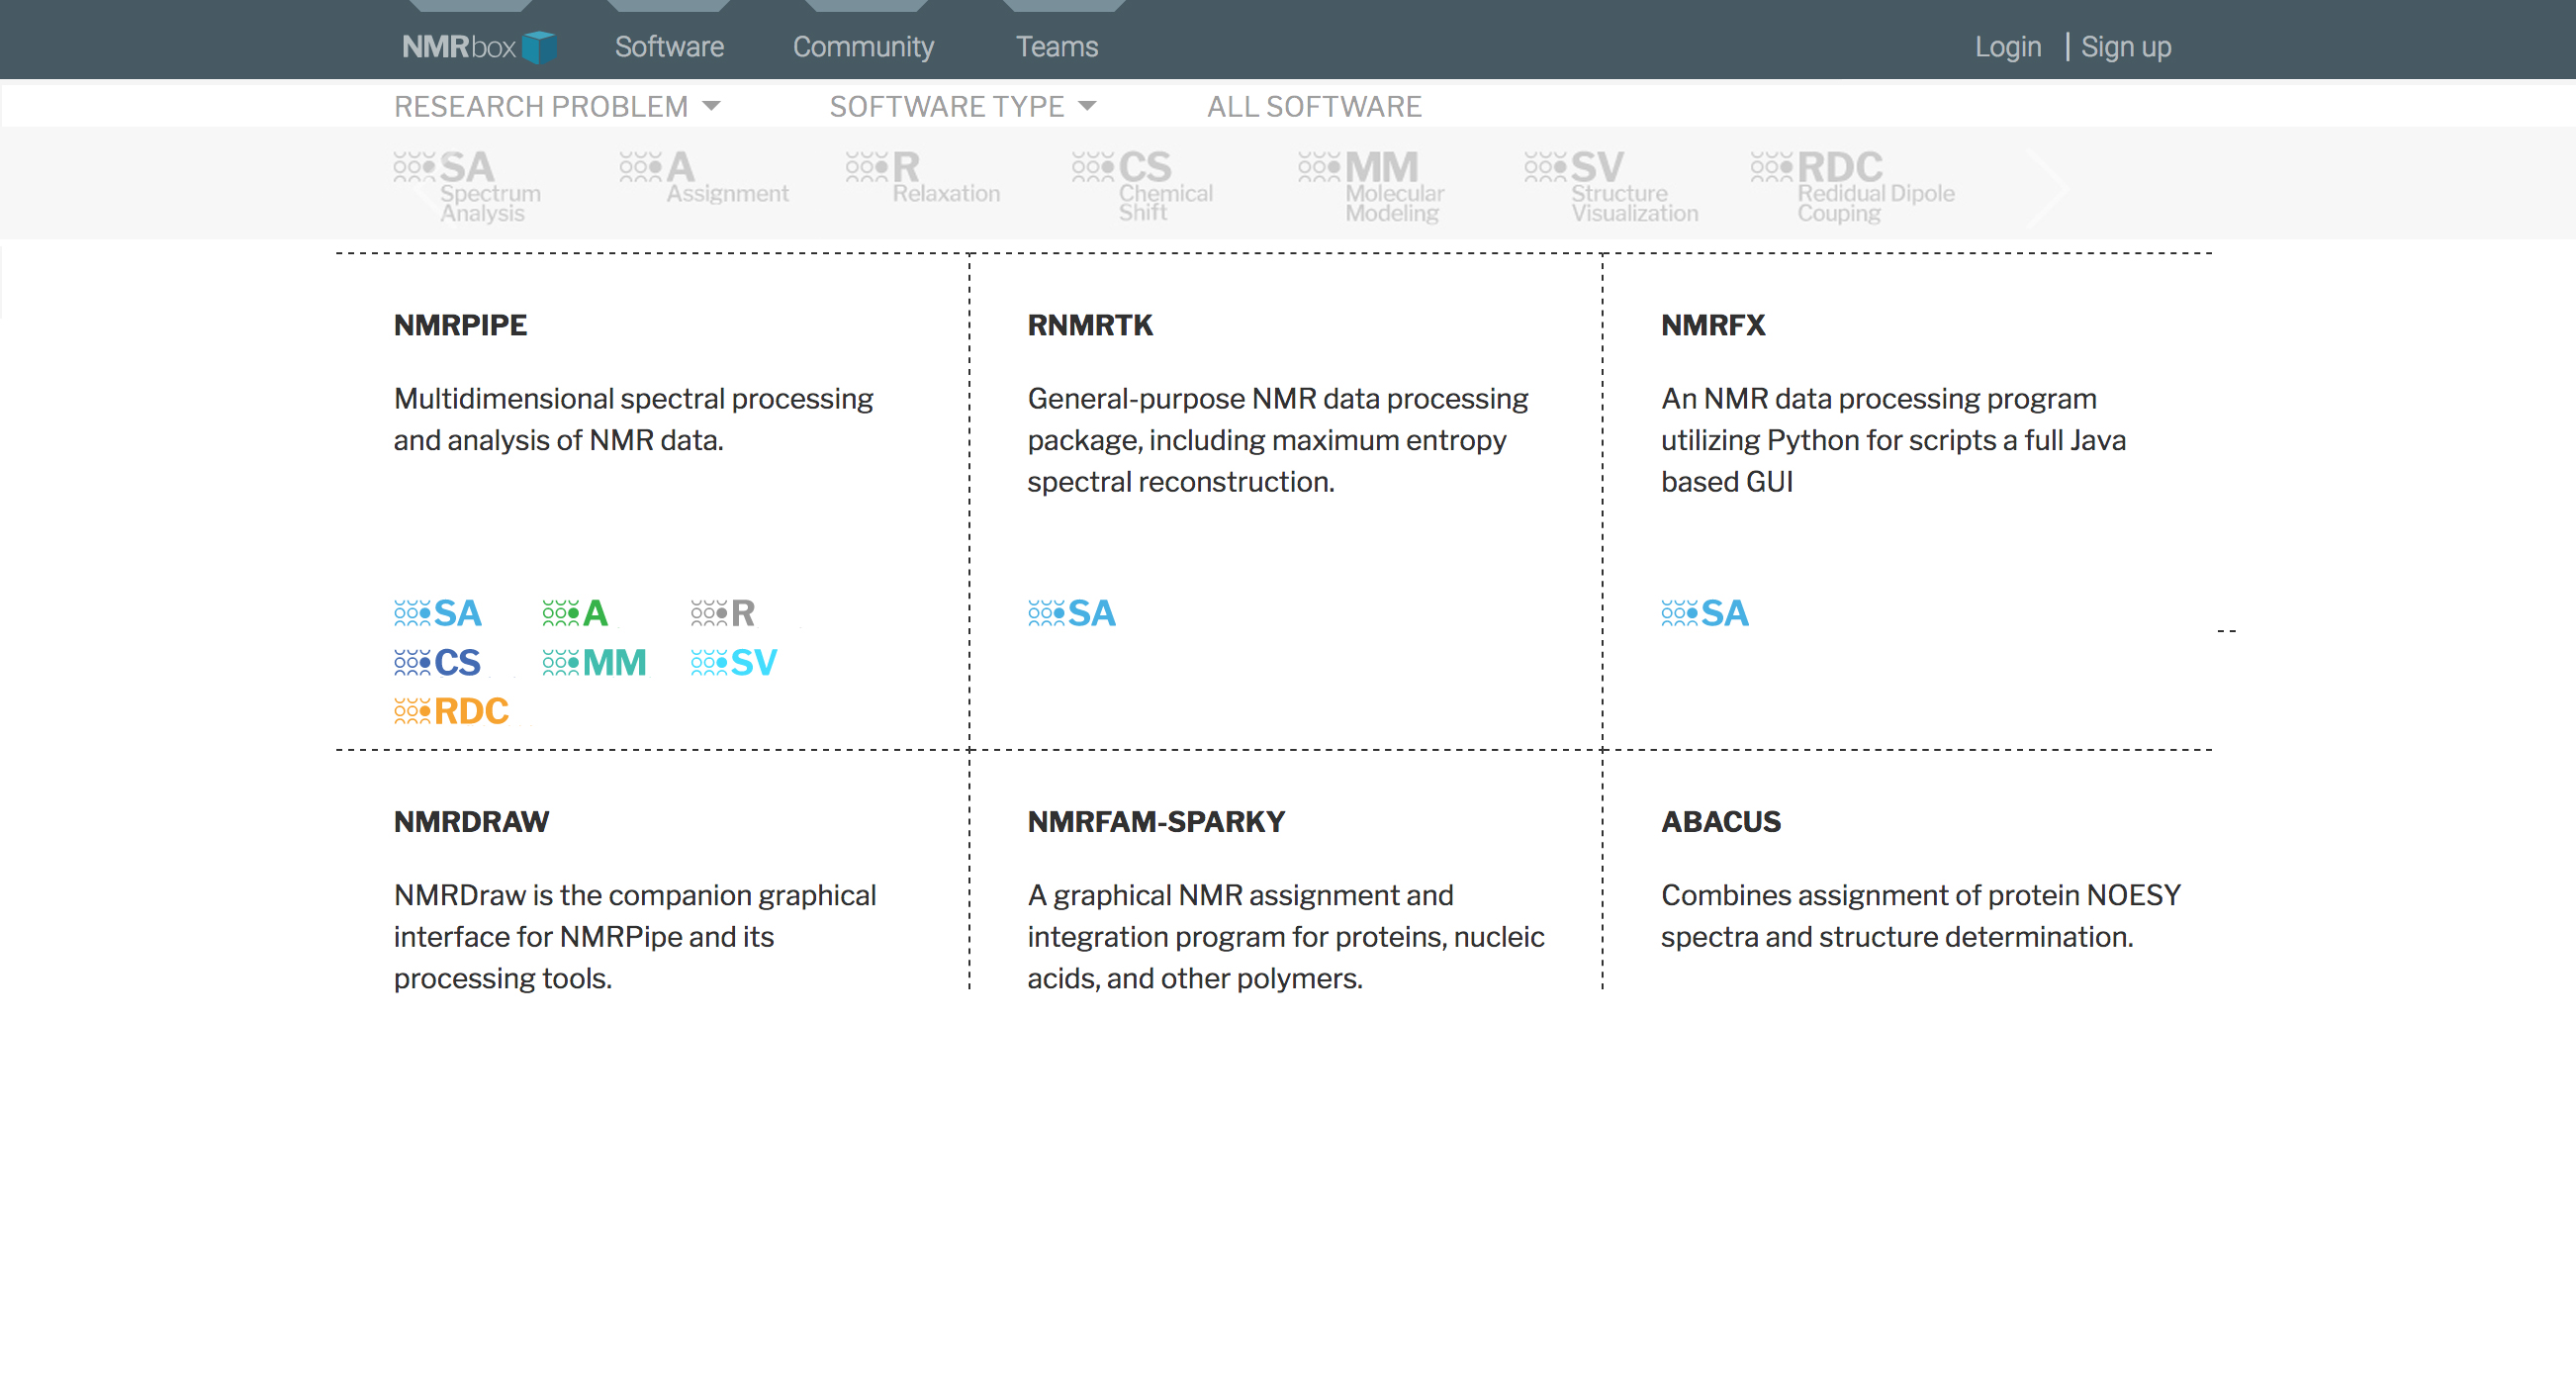 NMRbox Software Community Teams Login | Sign up
RESEARCH PROBLEM SOFTWARE TYPE ALL SOFTWARE
SA A R CS MM SV RDC
Spectrum Assignment Relaxation Chemical Molecular Structure Redidual Dipole
Analysis Shift Modeling Visualization Couping
NMRPIPE
Multidimensional spectral processing
and analysis of NMR data.
SA A R
CS MM SV
RDC
RNMRTK
General-purpose NMR data processing
package, including maximum entropy
spectral reconstruction.
SA
NMRFX
An NMR data processing program
utilizing Python for scripts a full Java
based GUI
SA
NMRDRAW
NMRDraw is the companion graphical
interface for NMRPipe and its
processing tools.
NMRFAM-SPARKY
A graphical NMR assignment and
integration program for proteins, nucleic
acids, and other polymers.
ABACUS
Combines assignment of protein NOESY
spectra and structure determination.